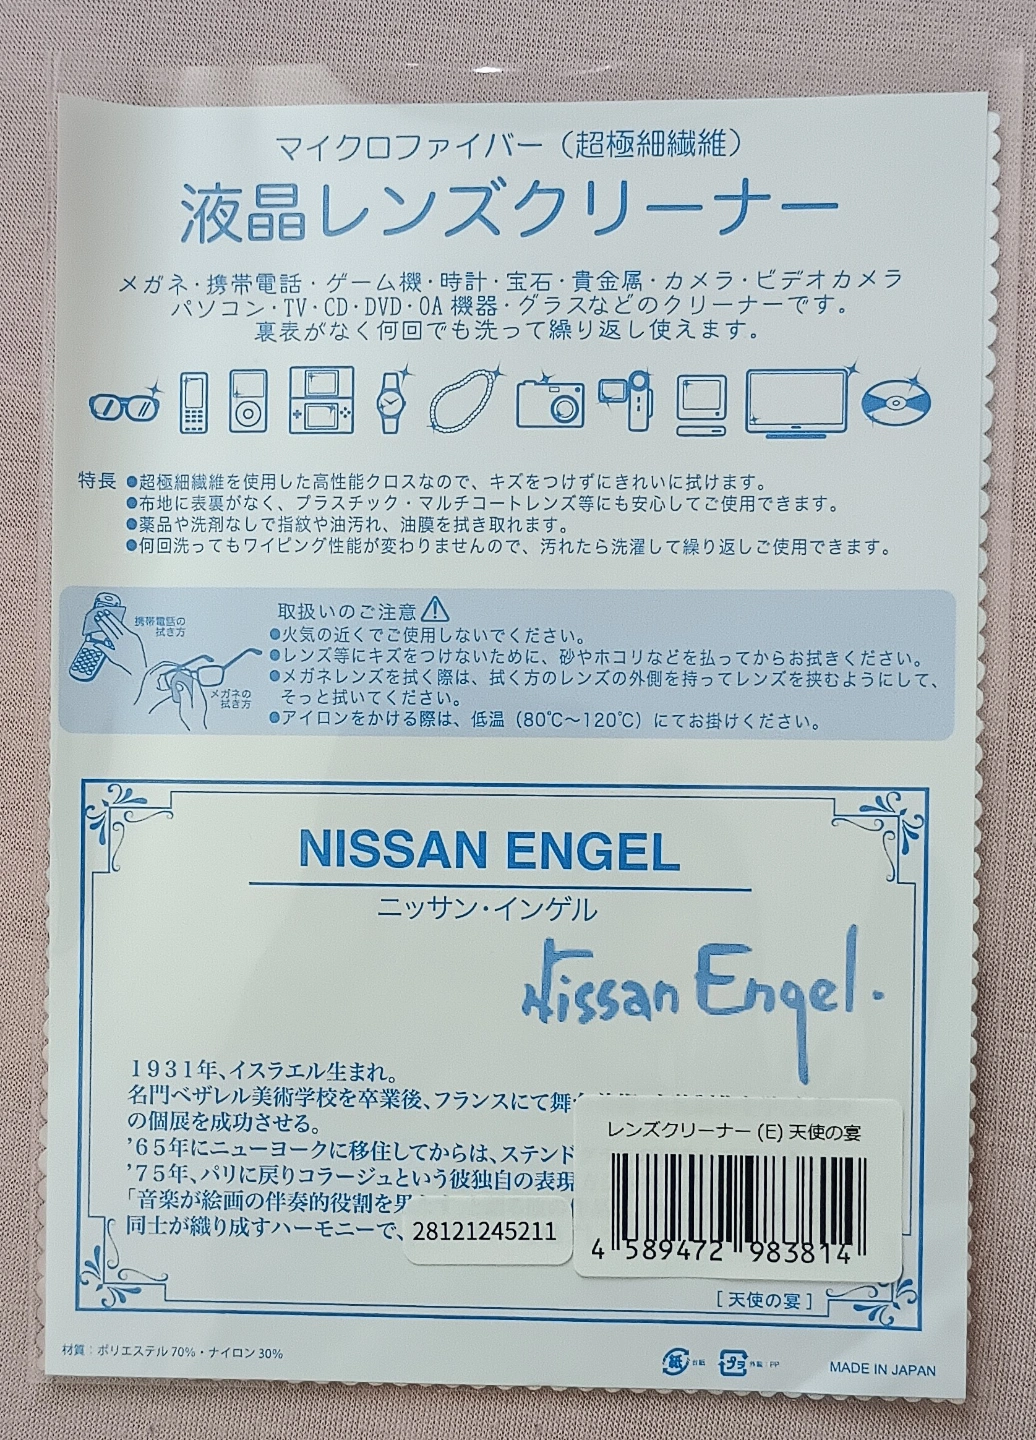 マイクロファイバー（超極細繊維）
液晶レンズクリーナー
メガネ・携帯電話・ゲーム機・時計・宝石・貴金属・カメラ・ビデオカメラ
パソコン・TV・CD・DVD・OA機器・グラスなどのクリーナーです。
裏表がなく何回でも洗って繰り返し使えます。
特長 ●超極細繊維を使用した高性能クロスなので、キズをつけずにきれいに拭けます。
●布地に表裏がなく、プラスチック・マルチコートレンズ等にも安心してご使用できます。
●薬品や洗剤なしで指紋や油汚れ、油膜を拭き取れます。
●何回洗ってもワイピング性能が変わりませんので、汚れたら洗濯して繰り返しご使用できます。
携帯電話の
拭き方
メガネの
拭き方
取扱いのご注意
●火気の近くでご使用しないでください。
●レンズ等にキズをつけないために、砂やホコリなどを払ってからお拭きください。
●メガネレンズを拭く際は、拭く方のレンズの外側を持ってレンズを挟むようにして、
そっと拭いてください。
●アイロンをかける際は、低温（80℃〜120℃）にてお掛けください。
NISSAN ENGEL
ニッサン・インゲル
Nissan Engel.
１９３１年、イスラエル生まれ。
名門ベザレル美術学校を卒業後、フランスにて舞
の個展を成功させる。
’６５年にニューヨークに移住してからは、ステンド
’７５年、パリに戻りコラージュという彼独自の表現
「音楽が絵画の伴奏的役割を果
同士が織り成すハーモニーで、
28121245211
レンズクリーナー (E) 天使の宴
4 589472 983814
［天使の宴］
材質：ポリエステル70%・ナイロン30%
紙 台紙
プラ 外装：PP
MADE IN JAPAN